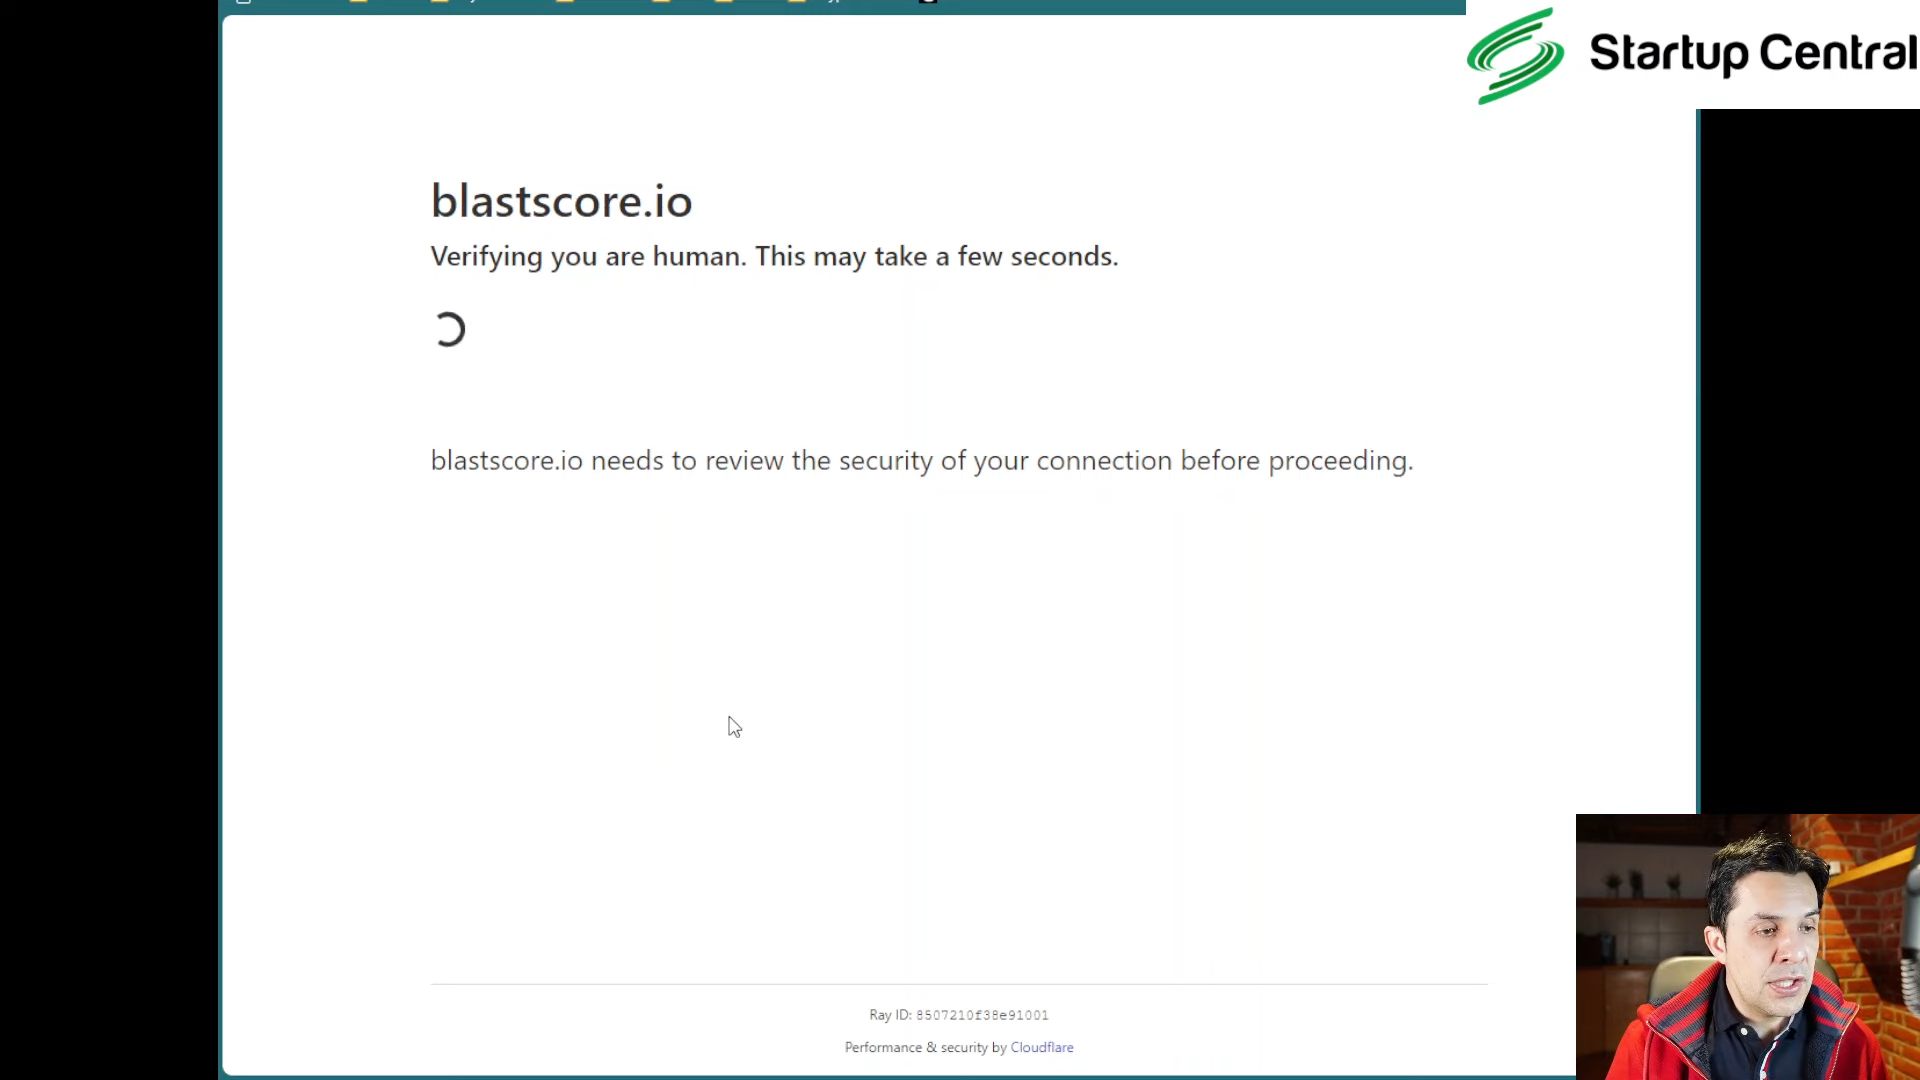 Startup Central
blastscore.io
Verifying you are human. This may take a few seconds.
blastscore.io needs to review the security of your connection before proceeding.
Ray ID: 8507210f38e91001
Performance & security by Cloudflare